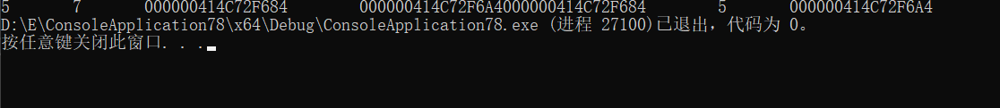 5       7       000000414C72F684        000000414C72F6A4000000414C72F684        5       000000414C72F6A4
D:\E\ConsoleApplication78\x64\Debug\ConsoleApplication78.exe (进程 27100)已退出，代码为 0。
按任意键关闭此窗口. . .